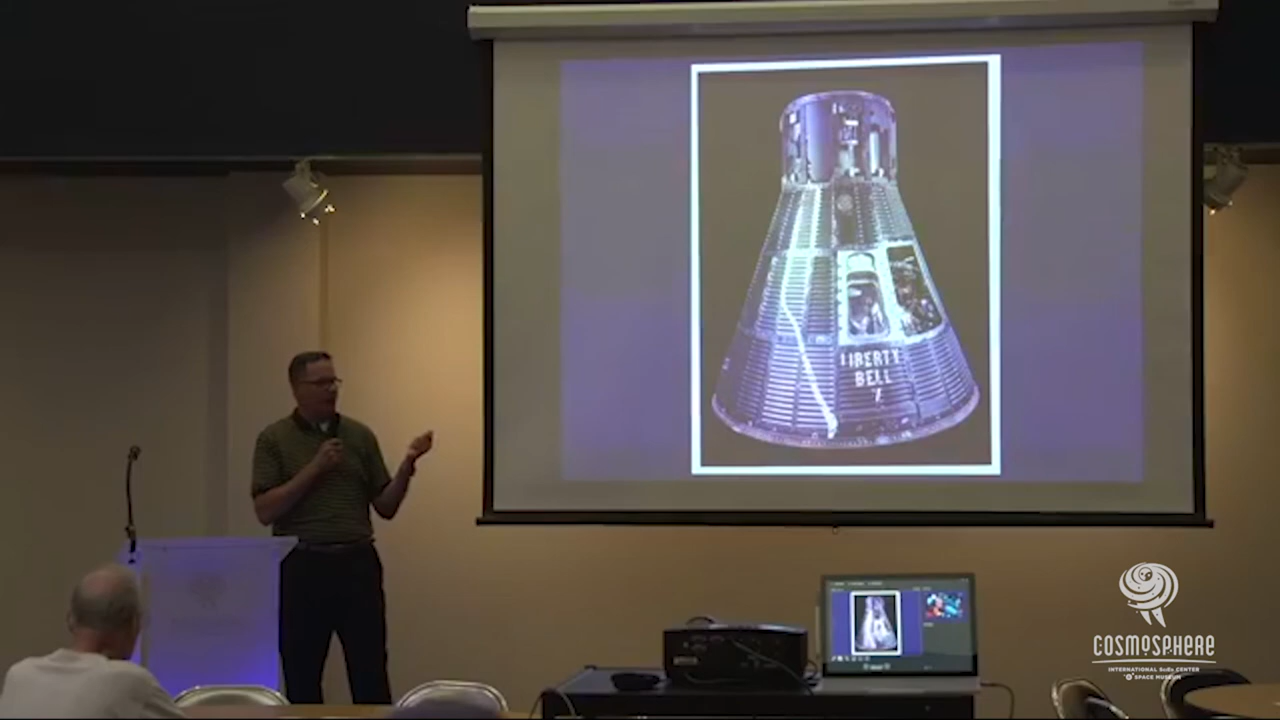 LIBERTY
BELL
7
COSMOSPHERE
INTERNATIONAL SciEd CENTER
& SPACE MUSEUM